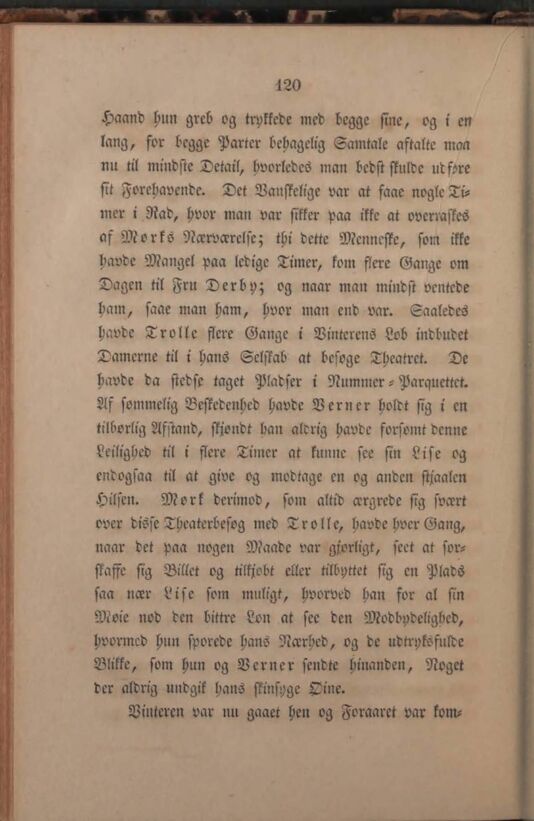 120
Haand hun greb og trykkede med begge sine, og i en
lang, for begge Parter behagelig Samtale aftalte man
nu til mindste Detail, hvorledes man bedst skulde udføre
sit Forehavende. Det Vanskelige var at faae nogle Ti-
mer i Rad, hvor man var sikker paa ikke at overraskes
af Mørks Nærværelse; thi dette Menneske, som ikke
havde Mangel paa ledige Timer, kom flere Gange om
Dagen til Fru Derby; og naar man mindst ventede
ham, saae man ham, hvor man end var. Saaledes
havde Trolle flere Gange i Vinterens Løb indbudet
Damerne til i hans Selskab at besøge Theatret. De
havde da stedse taget Pladser i Nummer-Parquettet.
Af sømmelig Beskedenhed havde Verner holdt sig i en
tilbørlig Afstand, skjøndt han aldrig havde forsømt denne
Leilighed til i flere Timer at kunne see sin Lise og
endogsaa til at give og modtage en og anden stjaalen
Hilsen. Mørk derimod, som altid ærgrede sig svært
over disse Theaterbesøg med Trolle, havde hver Gang,
naar det paa nogen Maade var gjørligt, seet at for-
skaffe sig Billet og tilkjøbt eller tilbyttet sig en Plads
saa nær Lise som muligt, hvorved han for al sin
Møie nød den bittre Løn at see den Modbydelighed,
hvormed hun sporede hans Nærhed, og de udtryksfulde
Blikke, som hun og Verner sendte hinanden, Noget
der aldrig undgik hans skinsyge Øine.
Vinteren var nu gaaet hen og Foraaret var kom-